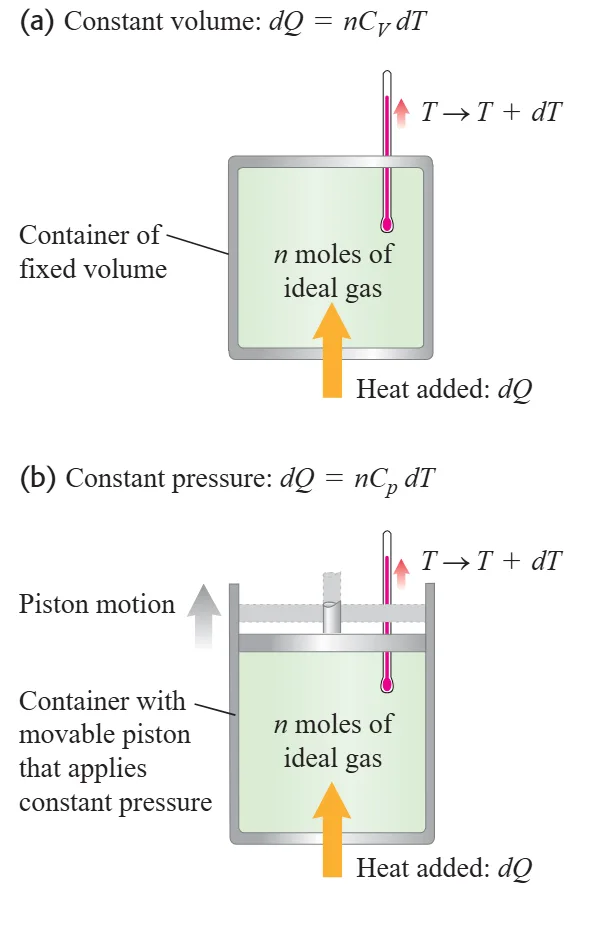 (a) Constant volume: dQ = nC_V dT
T → T + dT
Container of
fixed volume
n moles of
ideal gas
Heat added: dQ
(b) Constant pressure: dQ = nC_p dT
T → T + dT
Piston motion
Container with
movable piston
that applies
constant pressure
n moles of
ideal gas
Heat added: dQ